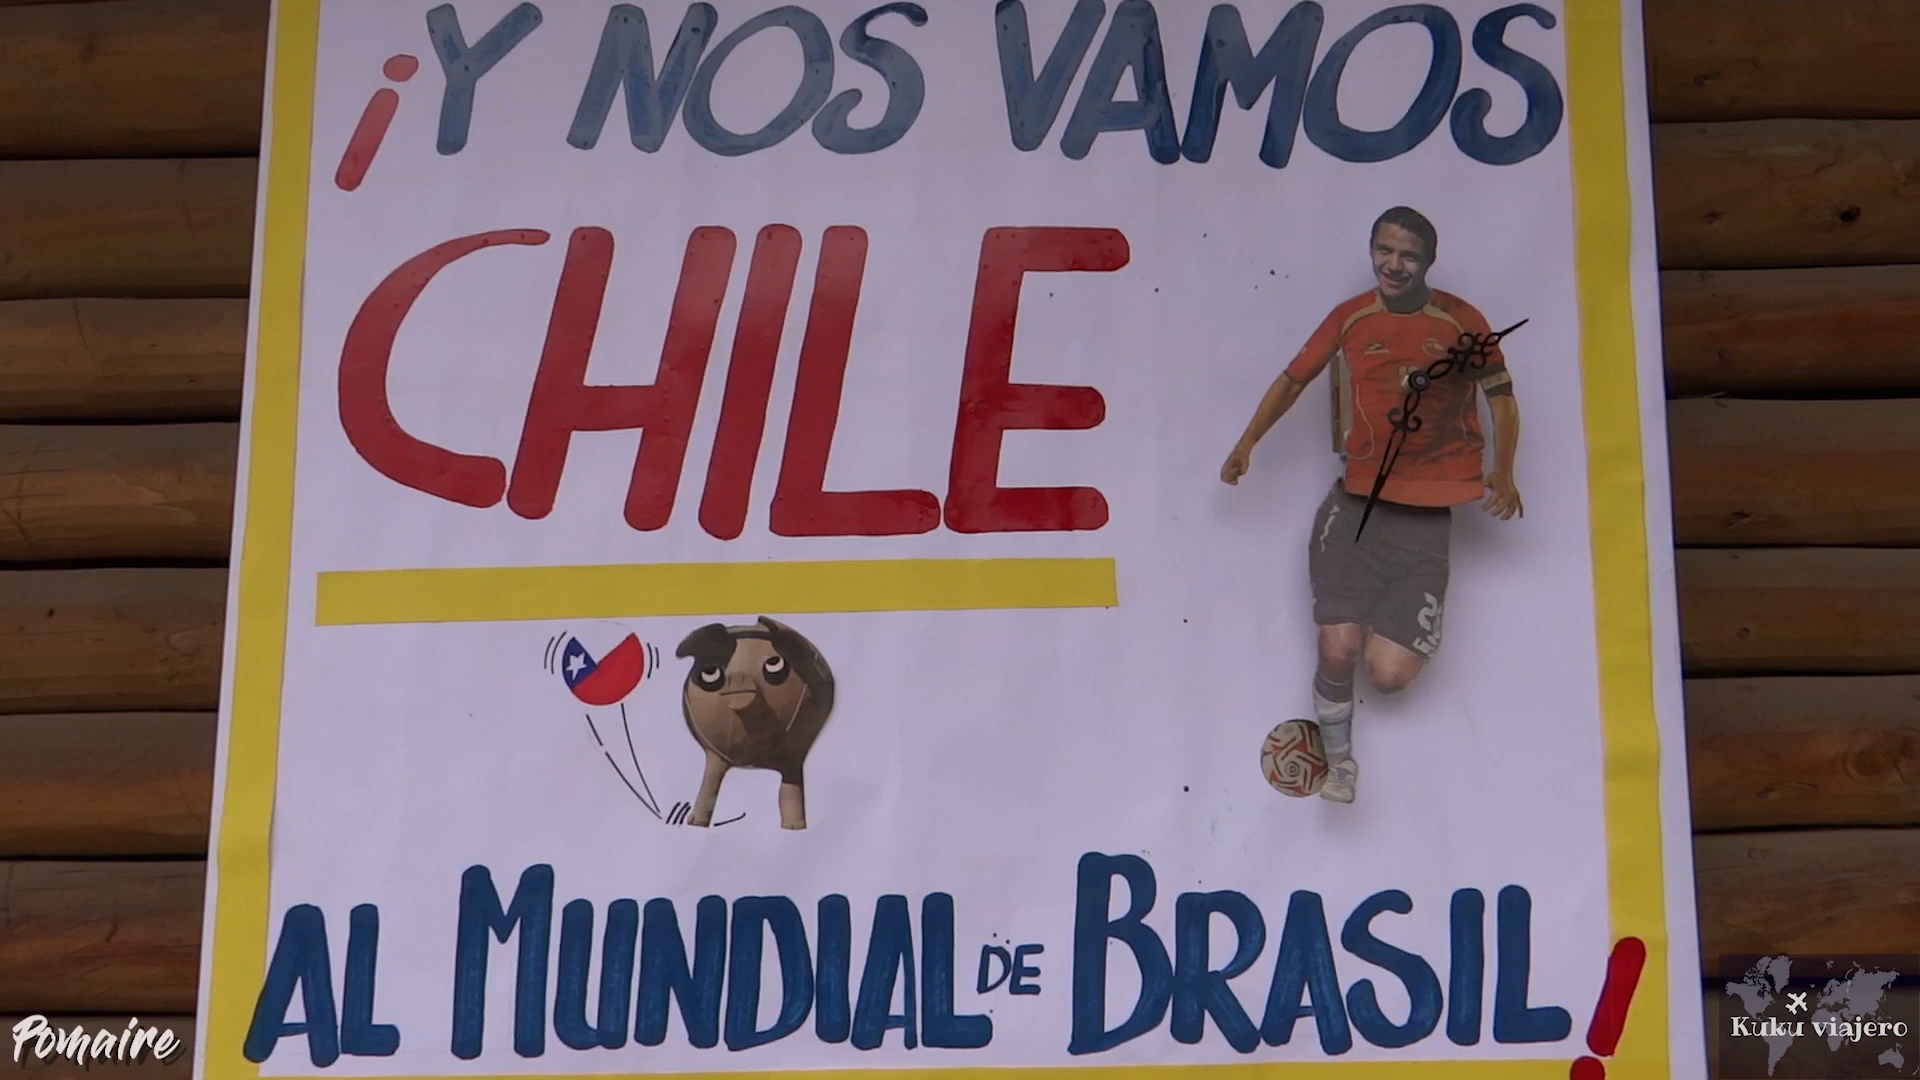 ¡Y NOS VAMOS
CHILE
AL MUNDIAL DE BRASIL!
Pomaire
Kuku viajero